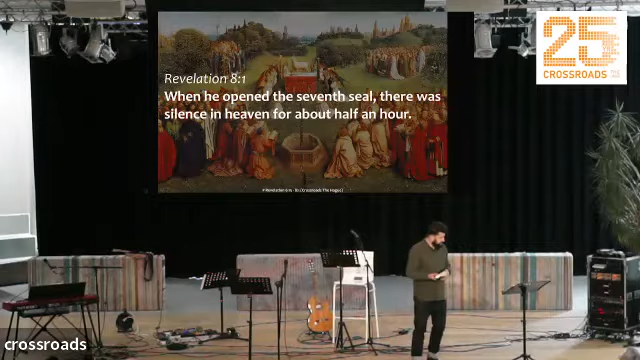 Revelation 8:1
When he opened the seventh seal, there was
silence in heaven for about half an hour.
25
CROSSROADS
crossroads